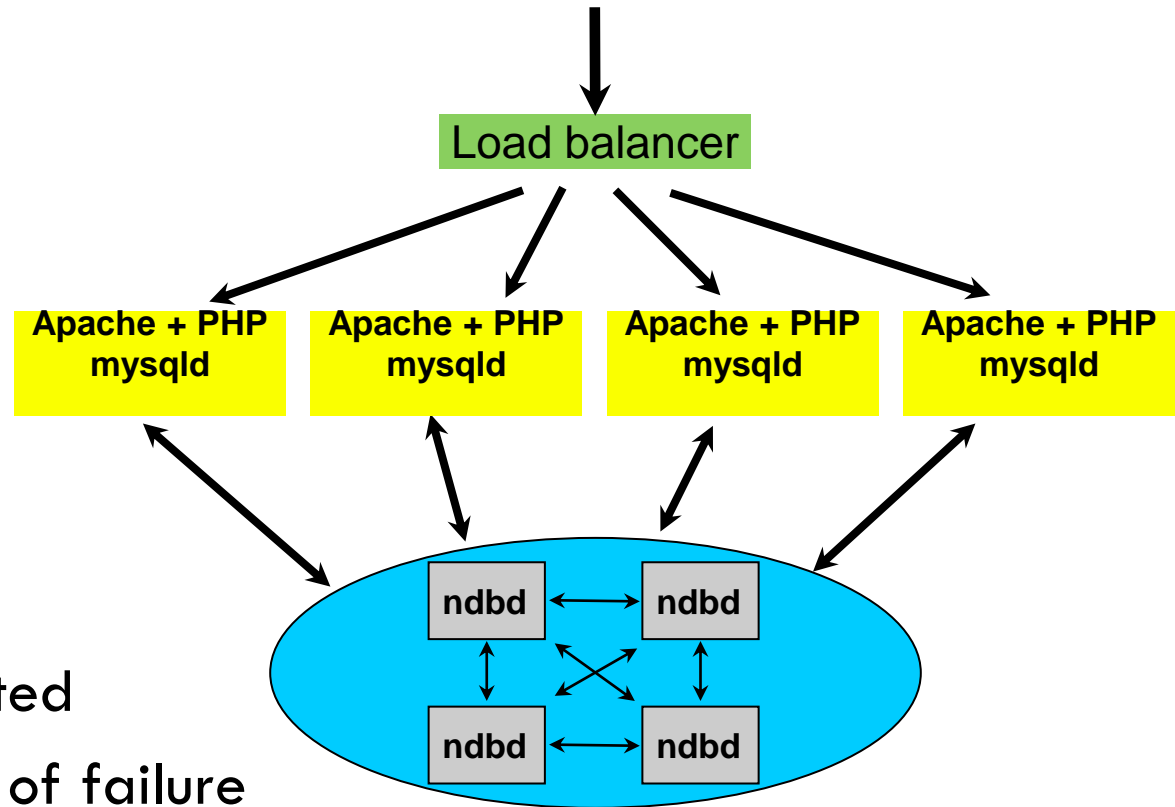 Load balancer
Apache + PHP
mysqld
Apache + PHP
mysqld
Apache + PHP
mysqld
Apache + PHP
mysqld
ndbd
ndbd
ndbd
ndbd
ted
of failure